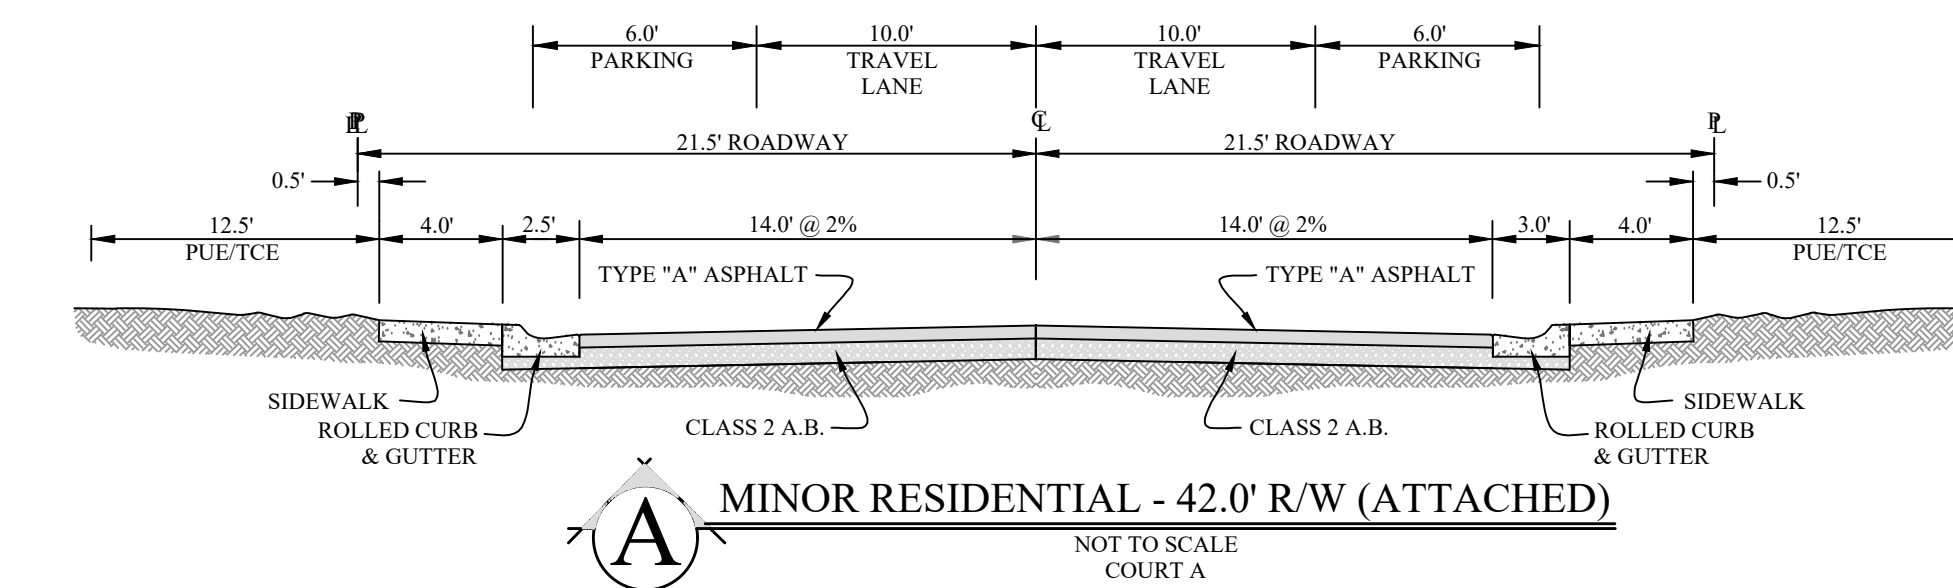 6.0' 10.0' 10.0' 6.0'
PARKING TRAVEL TRAVEL PARKING
LANE LANE
PL CL PL
21.5' ROADWAY 21.5' ROADWAY
0.5' 0.5'
12.5' 4.0' 2.5' 14.0' @ 2% 14.0' @ 2% 3.0' 4.0' 12.5'
PUE/TCE PUE/TCE
TYPE "A" ASPHALT TYPE "A" ASPHALT
SIDEWALK SIDEWALK
CLASS 2 A.B. CLASS 2 A.B.
ROLLED CURB ROLLED CURB
& GUTTER & GUTTER
A
MINOR RESIDENTIAL - 42.0' R/W (ATTACHED)
NOT TO SCALE
COURT A